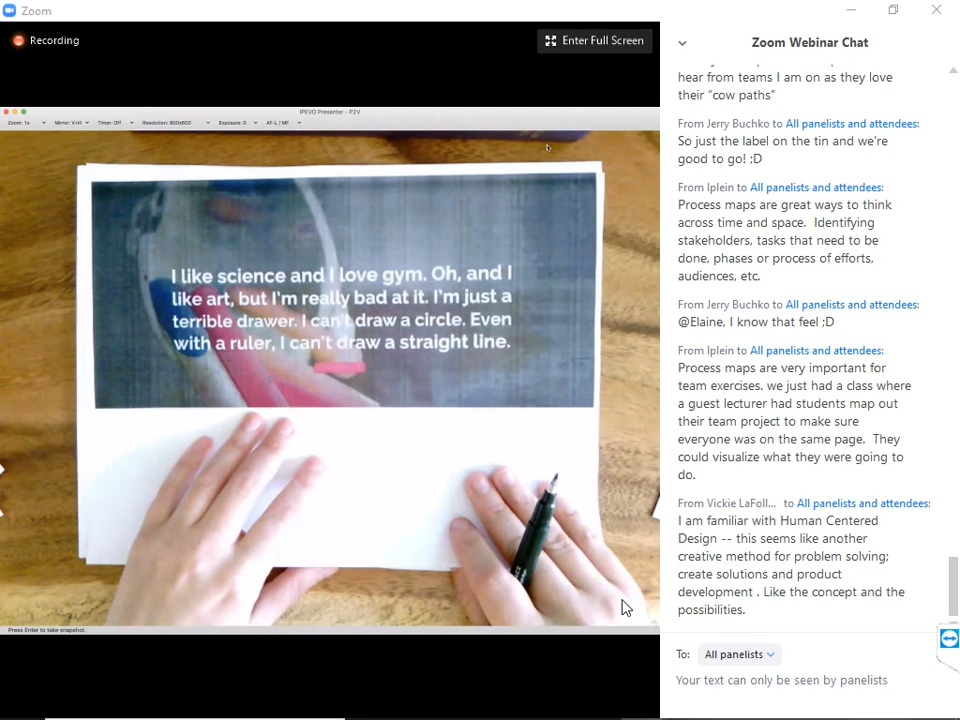 Zoom
Recording
Enter Full Screen
IPEVO Presenter - P2V
Zoom: 1x
Mirror: V+H
Timer: Off
Resolution: 800x600
Exposure: 0
AF-L / MF
I like science and I love gym. Oh, and I
like art, but I'm really bad at it. I'm just a
terrible drawer. I can't draw a circle. Even
with a ruler, I can't draw a straight line.
Press Enter to take snapshot.
Zoom Webinar Chat
hear from teams I am on as they love
their "cow paths"
From Jerry Buchko to All panelists and attendees:
So just the label on the tin and we're
good to go! ;D
From lplein to All panelists and attendees:
Process maps are great ways to think
across time and space. Identifying
stakeholders, tasks that need to be
done, phases or process of efforts,
audiences, etc.
From Jerry Buchko to All panelists and attendees:
@Elaine, I know that feel ;D
From lplein to All panelists and attendees:
Process maps are very important for
team exercises. we just had a class where
a guest lecturer had students map out
their team project to make sure
everyone was on the same page. They
could visualize what they were going to
do.
From Vickie LaFoll... to All panelists and attendees:
I am familiar with Human Centered
Design -- this seems like another
creative method for problem solving;
create solutions and product
development . Like the concept and the
possibilities.
To: All panelists
Your text can only be seen by panelists